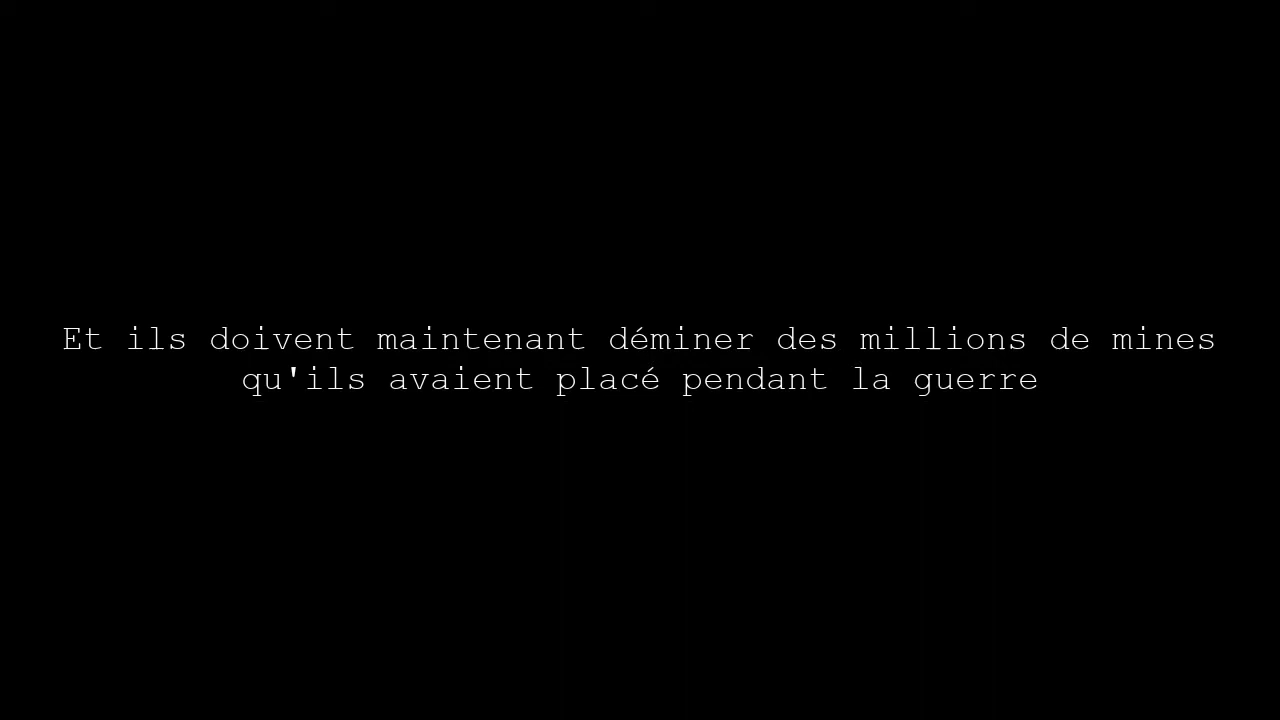 Et ils doivent maintenant déminer des millions de mines
qu'ils avaient placé pendant la guerre